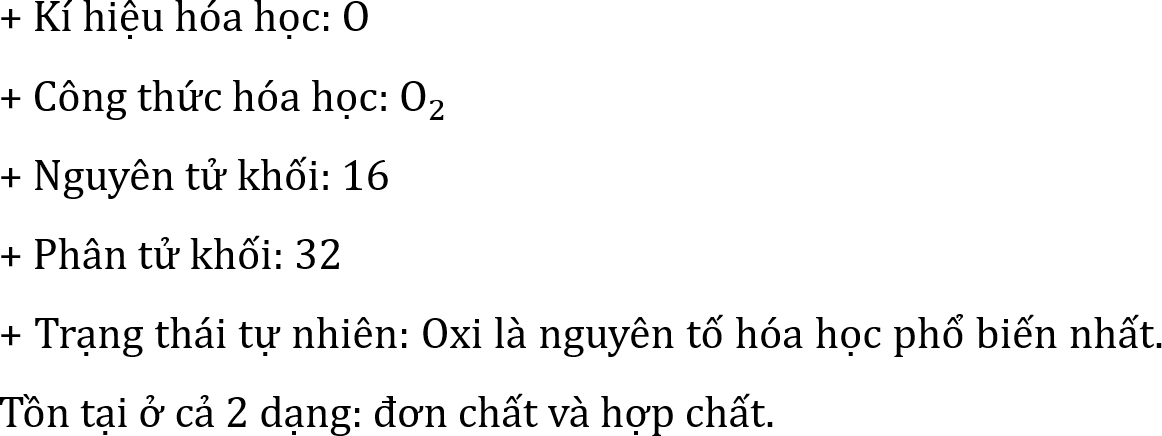 + Kí hiệu hóa học: O
+ Công thức hóa học: O₂
+ Nguyên tử khối: 16
+ Phân tử khối: 32
+ Trạng thái tự nhiên: Oxi là nguyên tố hóa học phổ biến nhất.
Tồn tại ở cả 2 dạng: đơn chất và hợp chất.